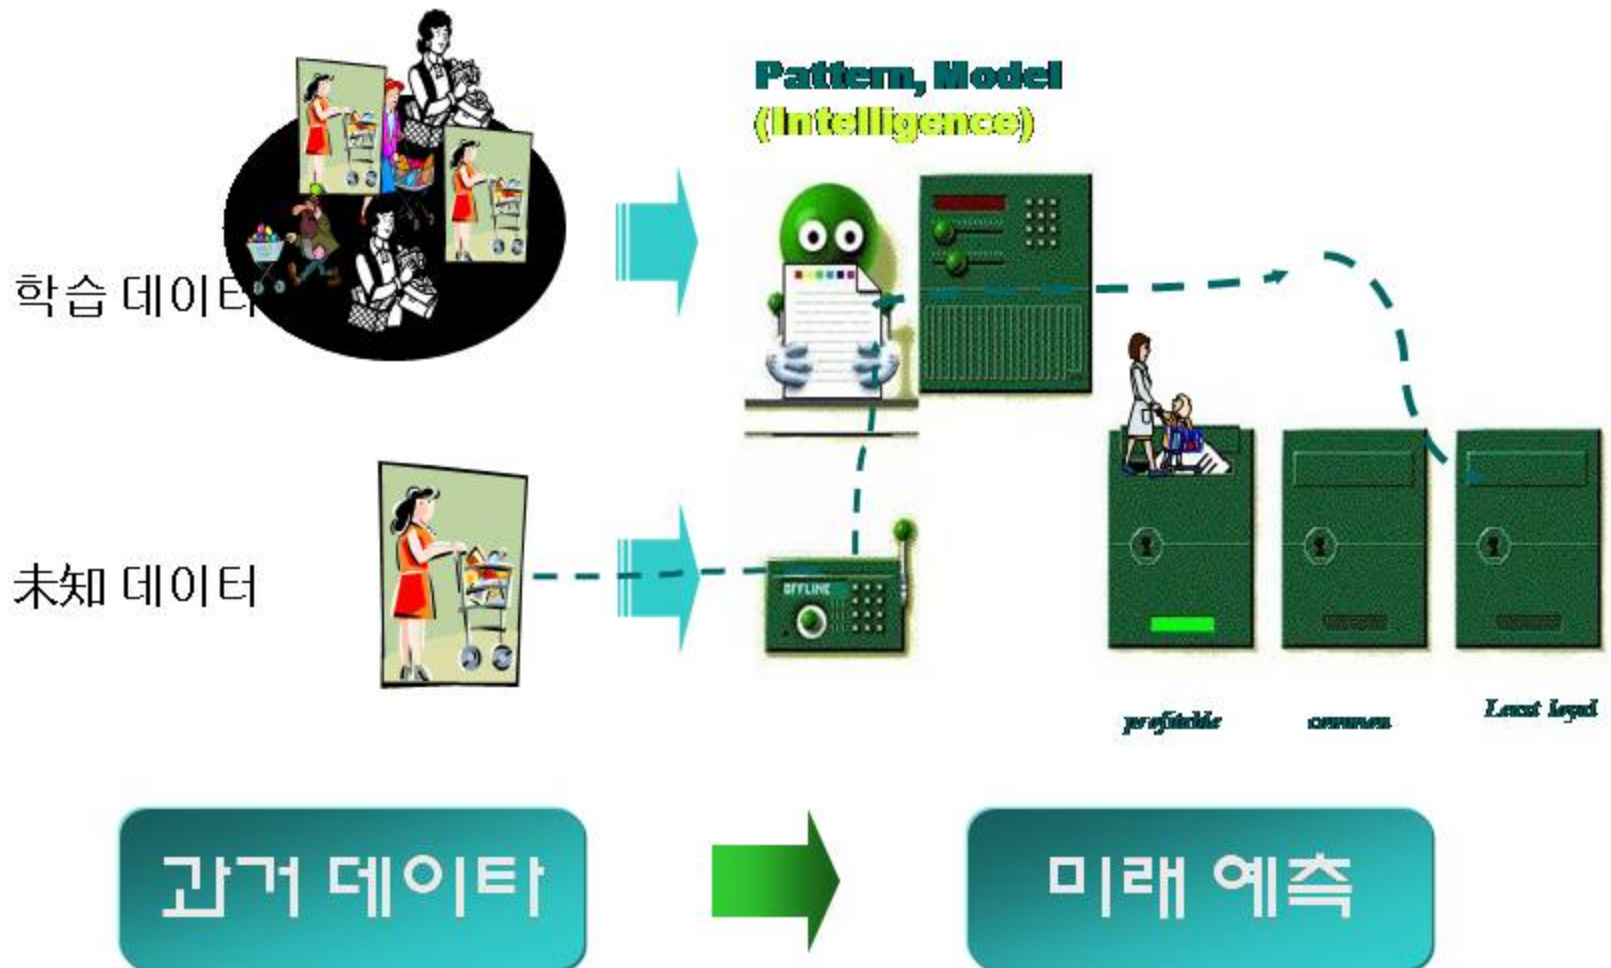 Pattern, Model
(Intelligence)
학습 데이터
未知 데이터
OFFLINE
profitable
common
Least loyal
과거 데이타
미래 예측